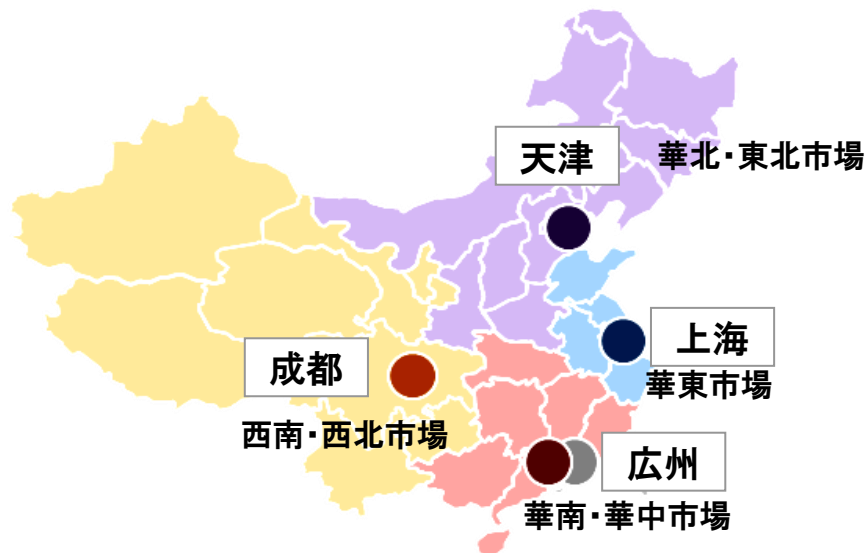 天津
華北・東北市場
上海
華東市場
成都
西南・西北市場
広州
華南・華中市場